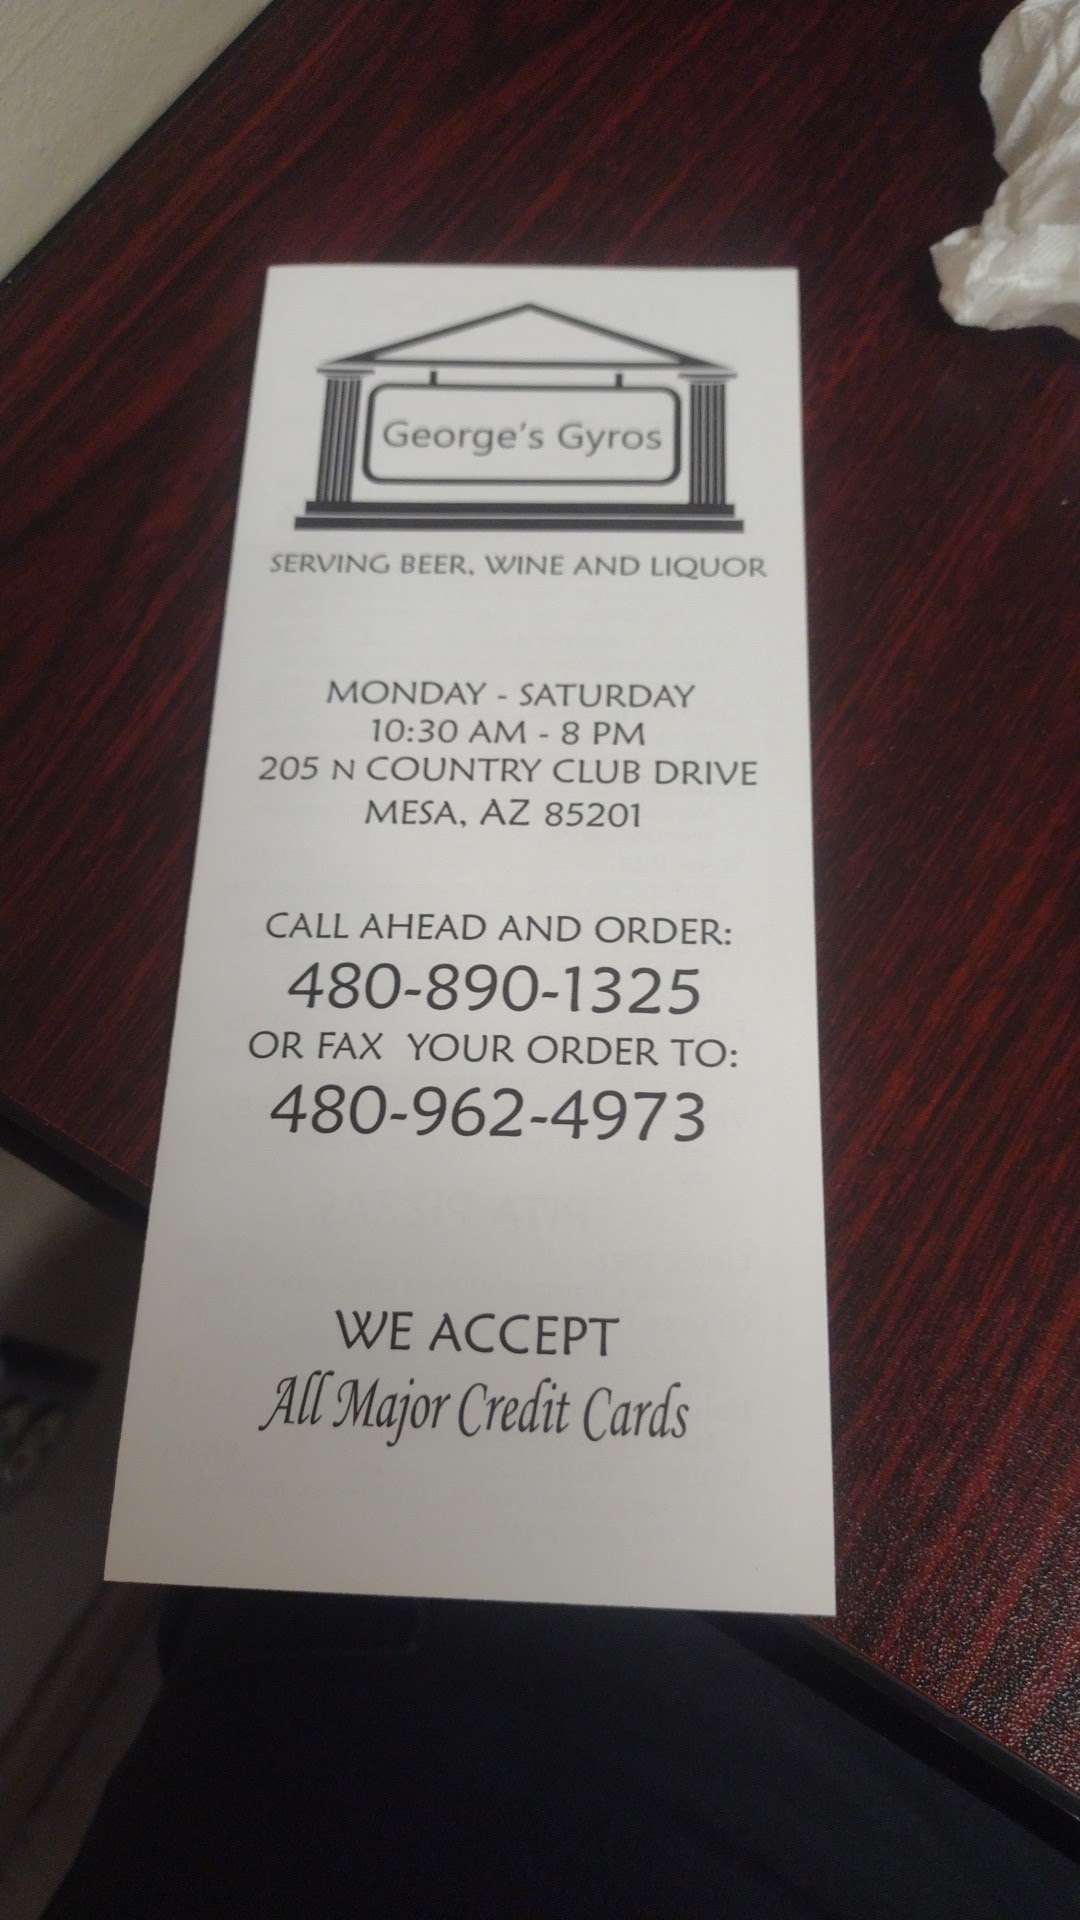 George's Gyros
SERVING BEER, WINE AND LIQUOR
MONDAY - SATURDAY
10:30 AM - 8 PM
205 N COUNTRY CLUB DRIVE
MESA, AZ 85201
CALL AHEAD AND ORDER:
480-890-1325
OR FAX YOUR ORDER TO:
480-962-4973
WE ACCEPT
All Major Credit Cards